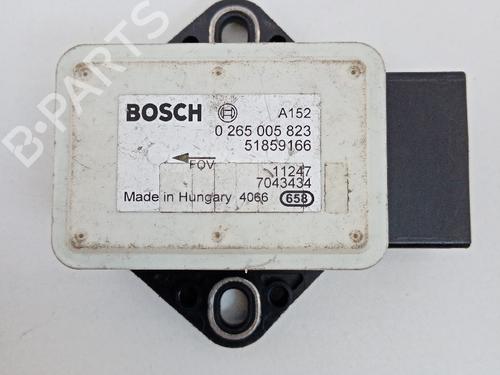 B-PARTS
BOSCH A152
0 265 005 823
51859166
FOV
11247
7043434
Made in Hungary 4066 658